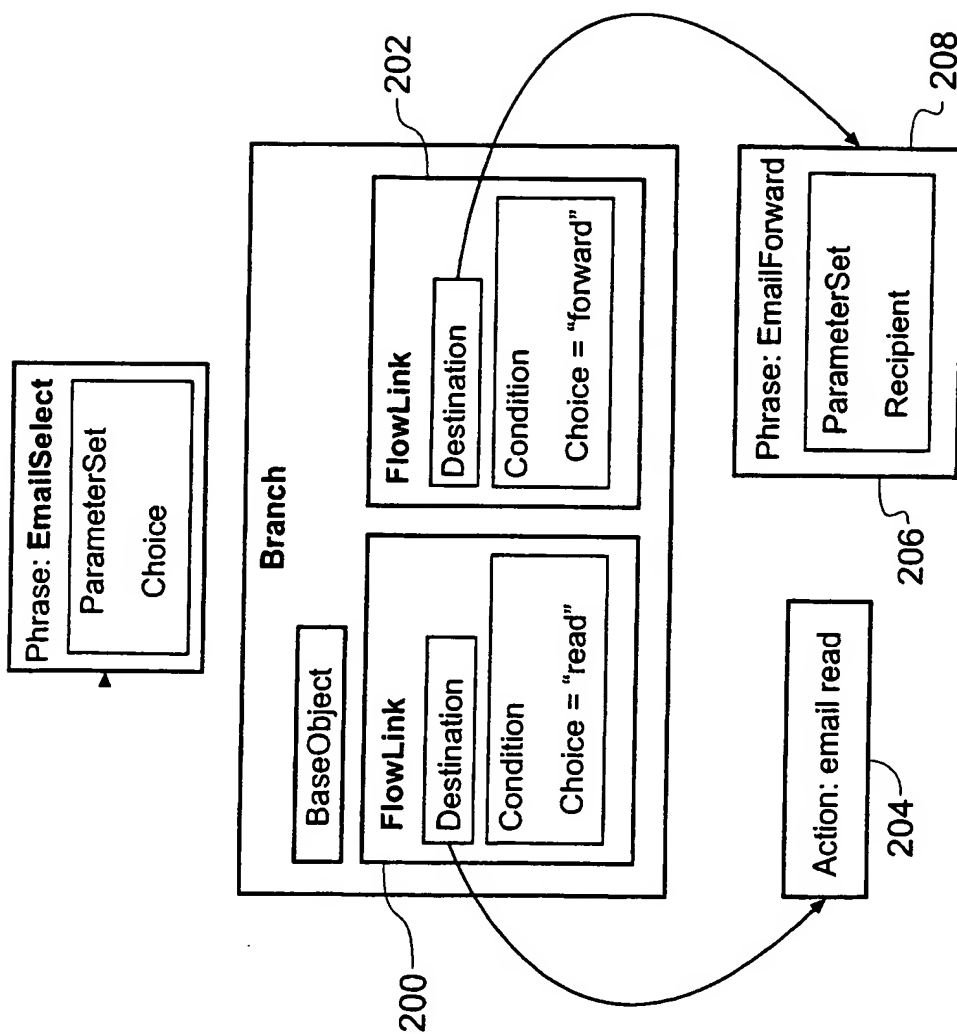 Phrase: EmailSelect
ParameterSet
Choice
Branch
BaseObject
FlowLink
Destination
Condition
Choice = "read"
200
FlowLink
Destination
Condition
Choice = "forward"
202
Action: email read
204
Phrase: EmailForward
ParameterSet
Recipient
206
208